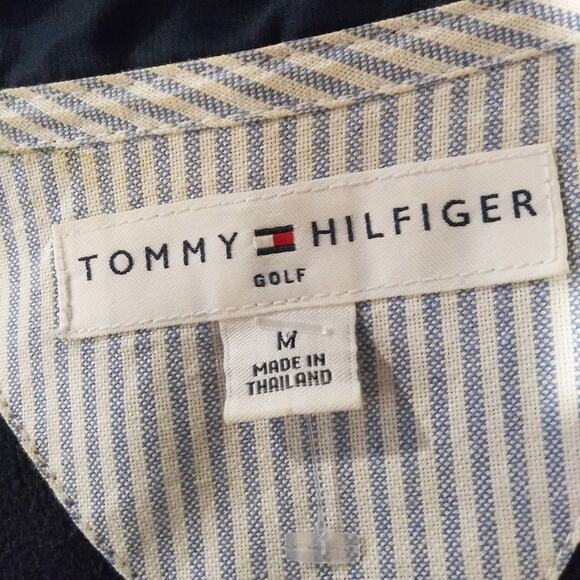 TOMMY HILFIGER
GOLF
M
MADE IN
THAILAND